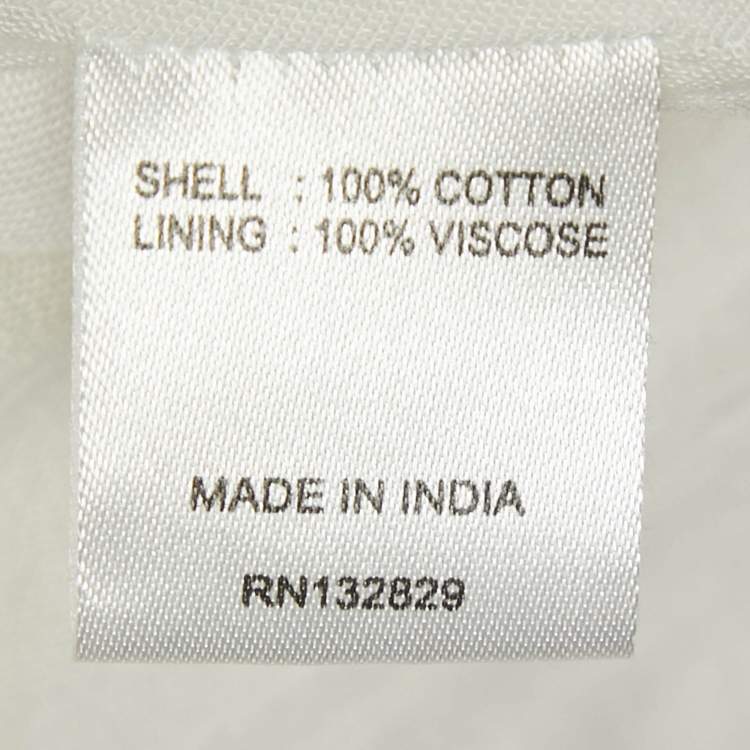 SHELL : 100% COTTON
LINING : 100% VISCOSE
MADE IN INDIA
RN132829